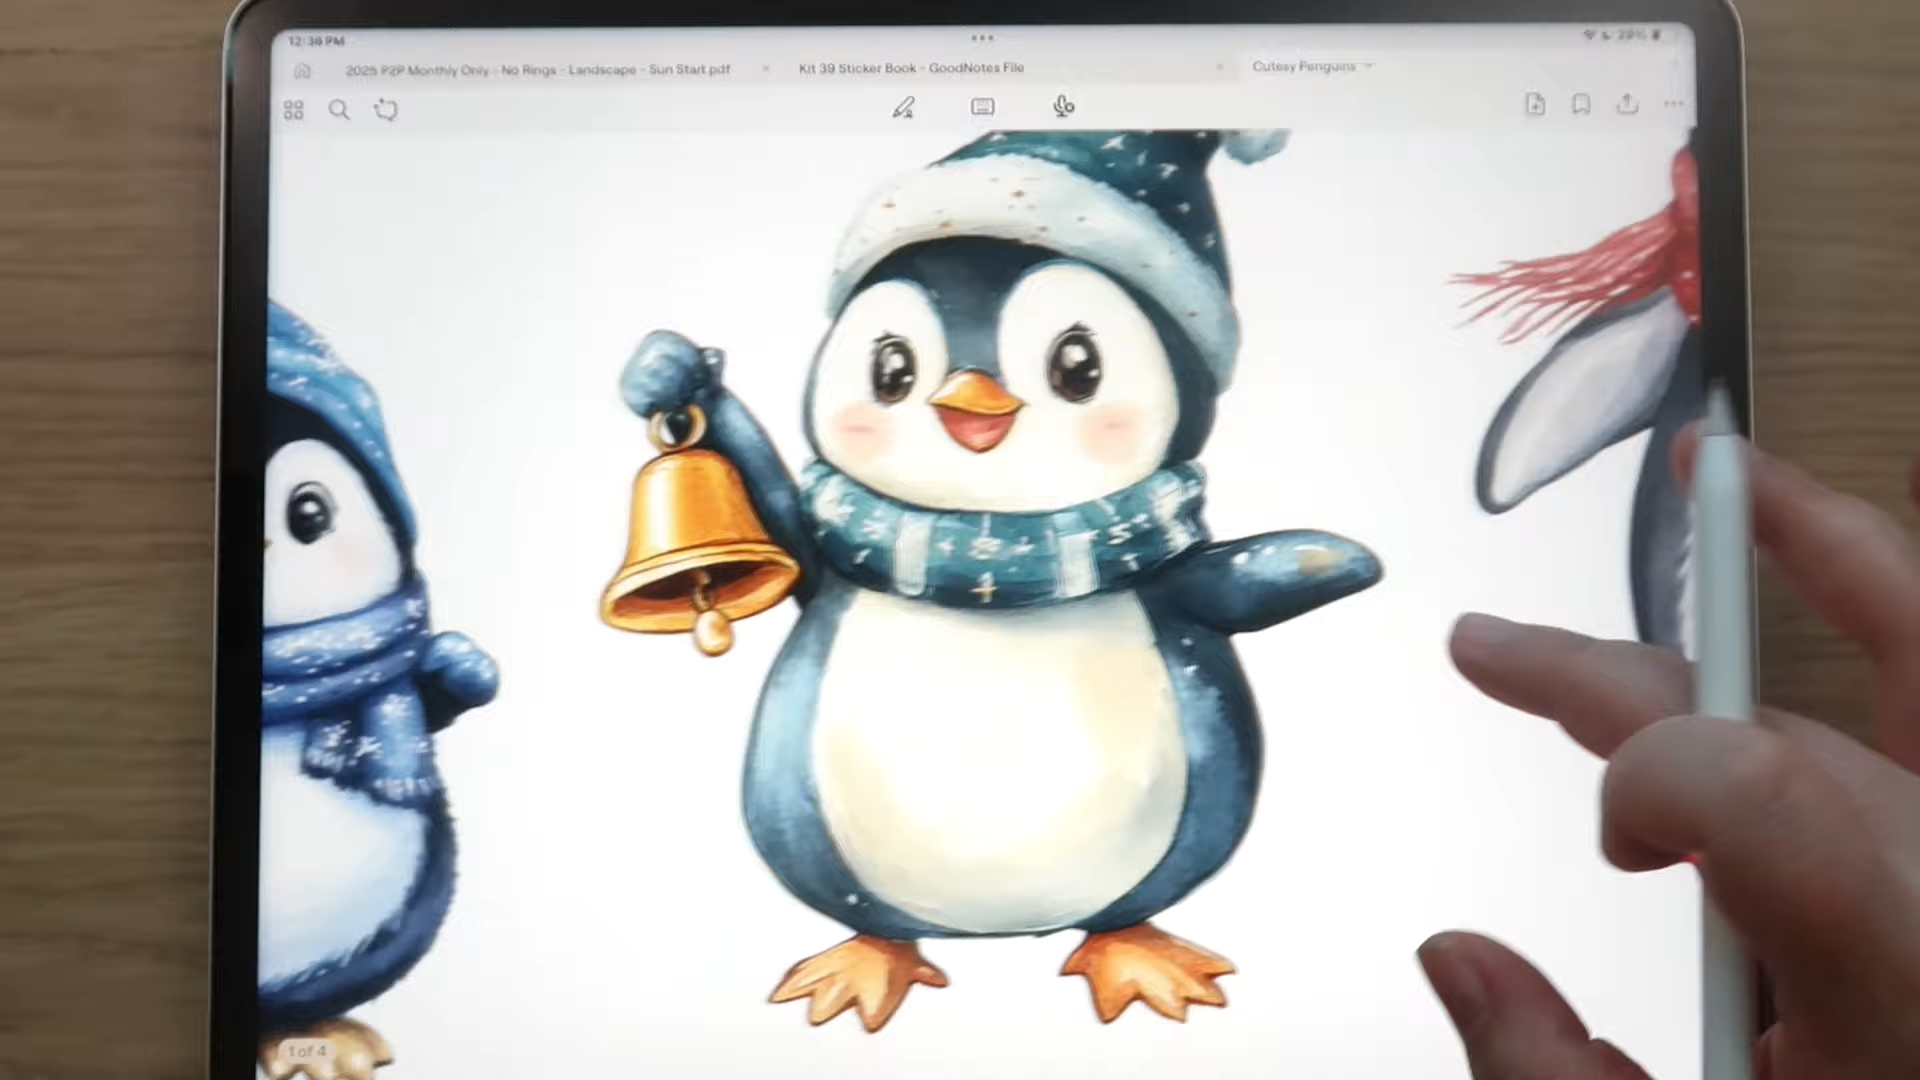 12:36 PM
39%
2025 P2P Monthly Only - No Rings - Landscape - Sun Start.pdf
Kit 39 Sticker Book - GoodNotes File
Cutesy Penguins
1 of 4